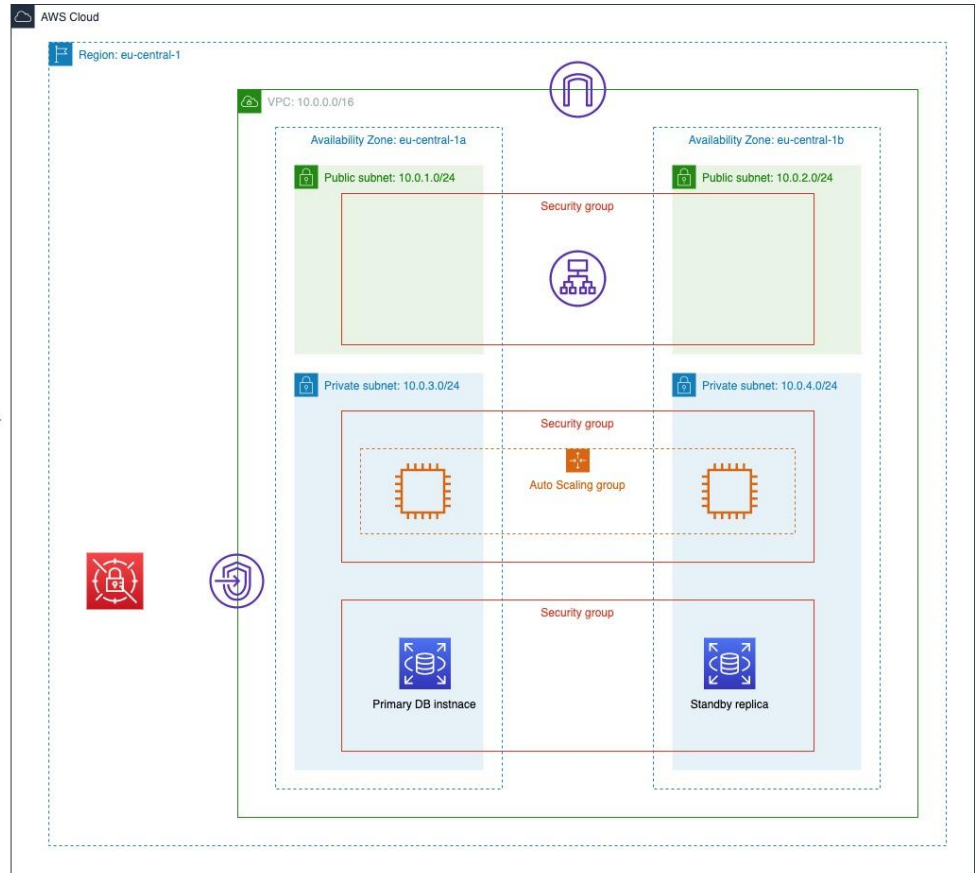 AWS Cloud
Region: eu-central-1
VPC: 10.0.0.0/16
Availability Zone: eu-central-1a
Availability Zone: eu-central-1b
Public subnet: 10.0.1.0/24
Public subnet: 10.0.2.0/24
Security group
Private subnet: 10.0.3.0/24
Private subnet: 10.0.4.0/24
Security group
Auto Scaling group
Security group
Primary DB instnace
Standby replica